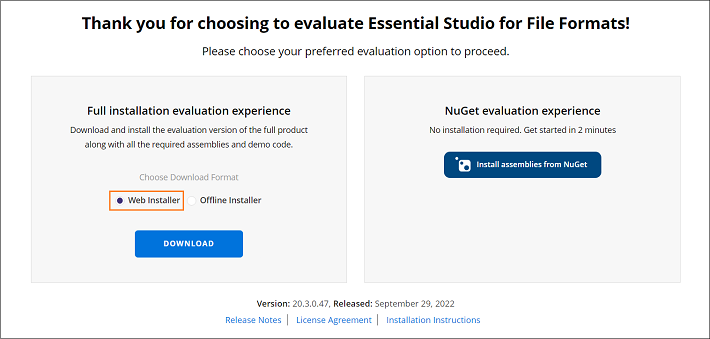 Thank you for choosing to evaluate Essential Studio for File Formats!
Please choose your preferred evaluation option to proceed.
Full installation evaluation experience
Download and install the evaluation version of the full product
along with all the required assemblies and demo code.
Choose Download Format
Web Installer Offline Installer
DOWNLOAD
NuGet evaluation experience
No installation required. Get started in 2 minutes
Install assemblies from NuGet
Version: 20.3.0.47, Released: September 29, 2022
Release Notes | License Agreement | Installation Instructions